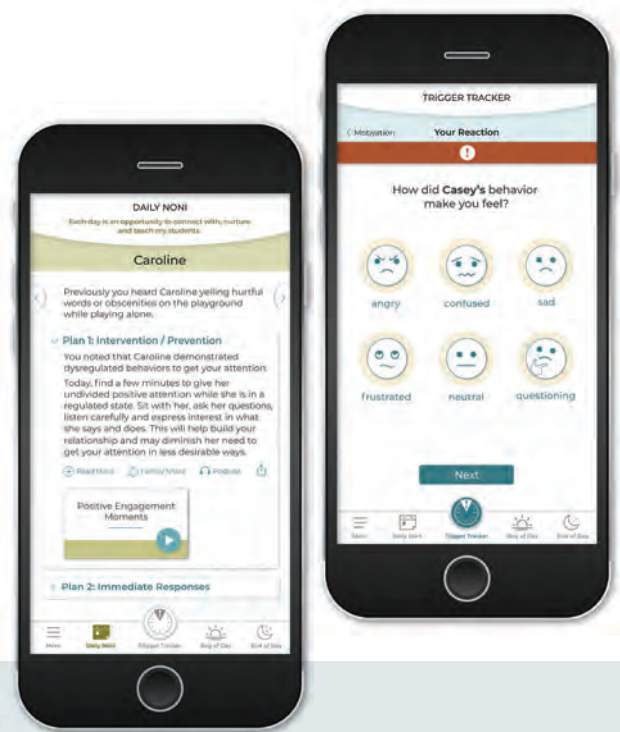 DAILY NONI
Each day is an opportunity to connect with, nurture
and teach my students.
Caroline
Previously you heard Caroline yelling hurtful
words or obscenities on the playground
while playing alone.
Plan 1: Intervention / Prevention
You noted that Caroline demonstrated
dysregulated behaviors to get your attention
Today, find a few minutes to give her
undivided positive attention while she is in a
regulated state. Sit with her, ask her questions,
listen carefully and express interest in what
she says and does. This will help build your
relationship and may diminish her need to
get your attention in less desirable ways.
Read More Podcast
Positive Engagement
Moments
Plan 2: Immediate Responses
Menu Daily Noni Trigger Tracker Beg of Day End of Day
TRIGGER TRACKER
Motivation Your Reaction
How did Casey's behavior
make you feel?
angry confused sad
frustrated neutral questioning
Next
Menu Daily Noni Trigger Tracker Beg of Day End of Day